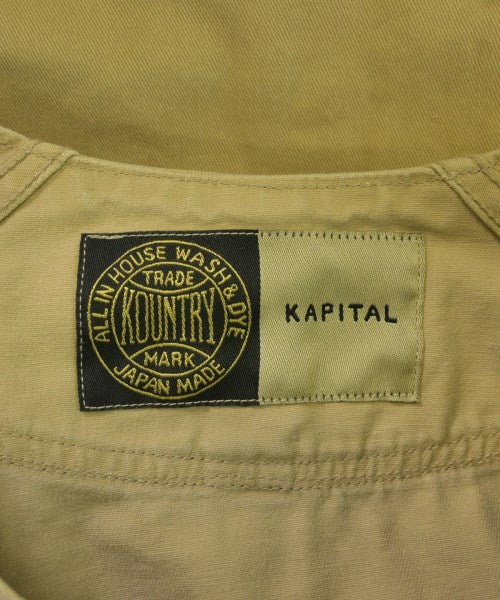 ALL IN HOUSE WASH & DYE
TRADE
KOUNTRY
MARK
JAPAN MADE
KAPITAL